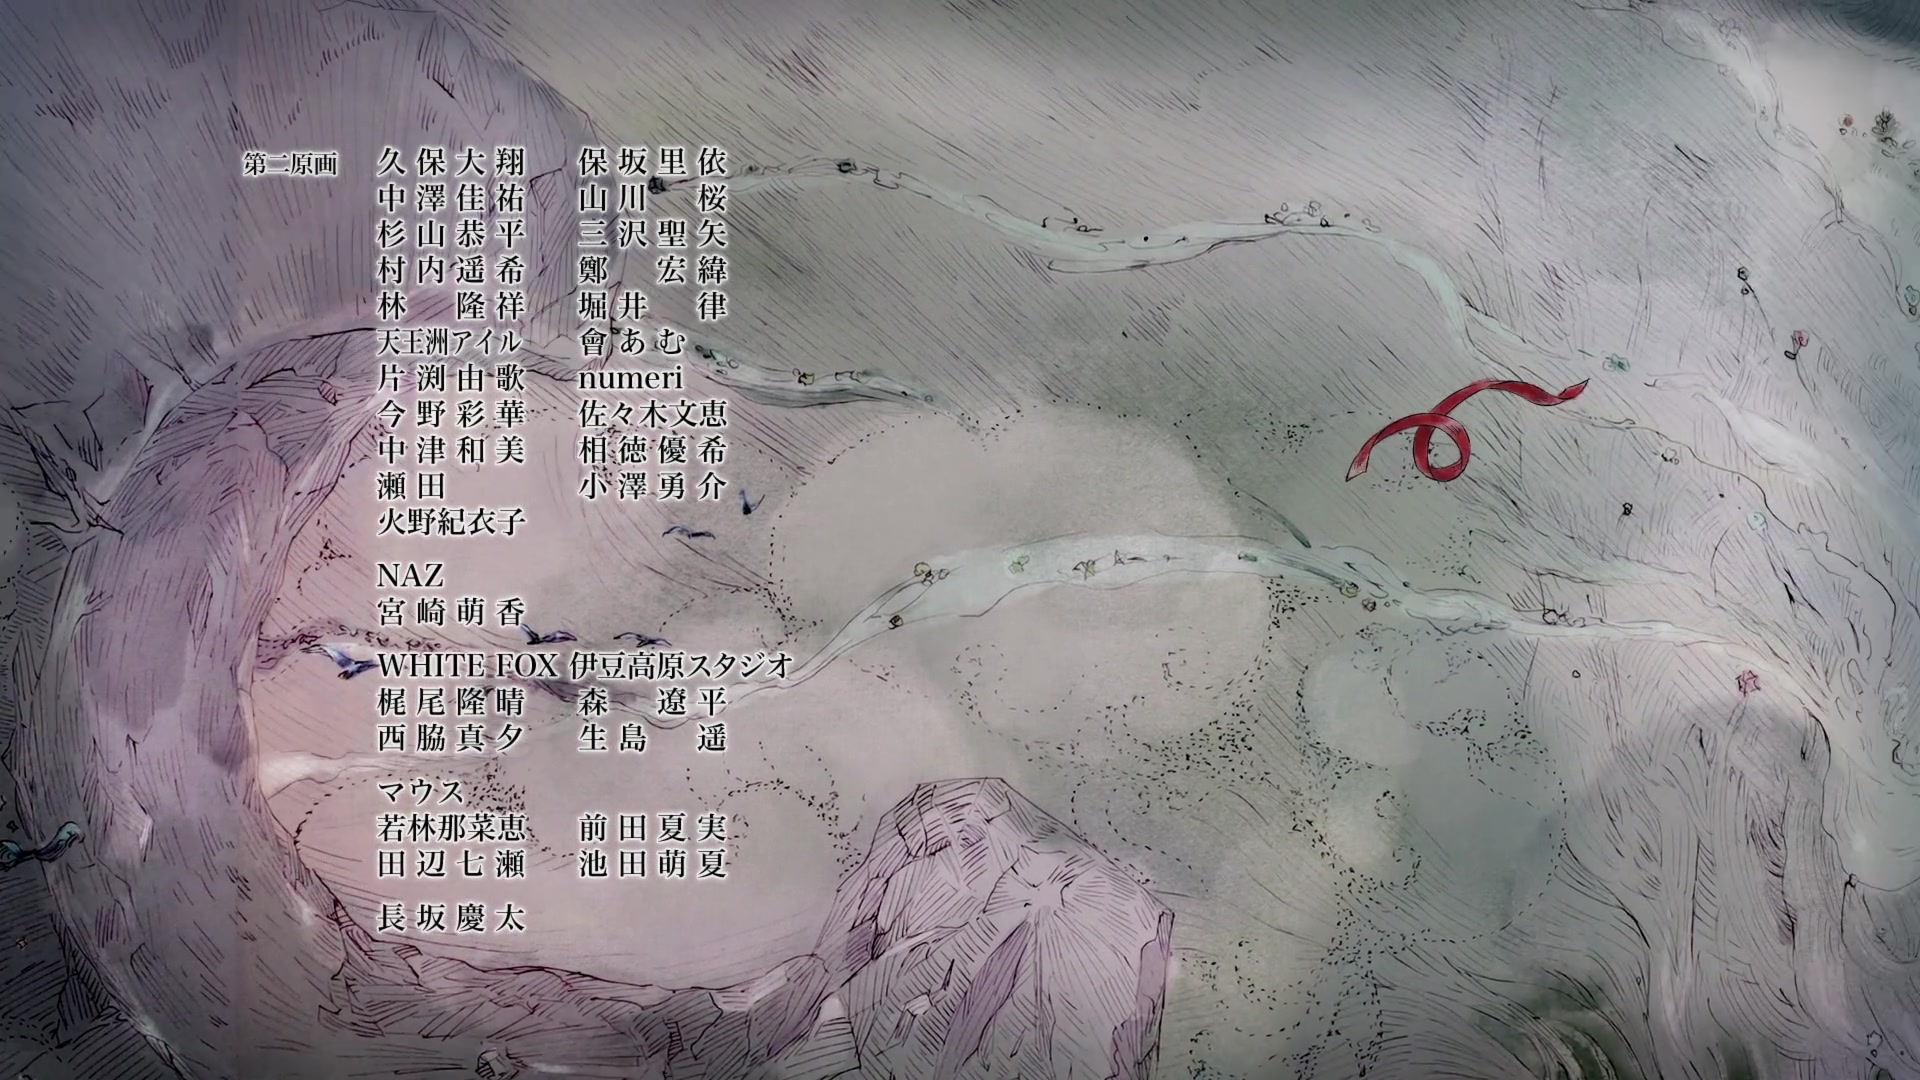 第二原画 久保大翔 保坂里依
中澤佳祐 山川桜
杉山恭平 三沢聖矢
村内遥希 鄭宏緯
林隆祥 堀井律
天王洲アイル 會あむ
片渕由歌 numeri
今野彩華 佐々木文恵
中津和美 相徳優希
瀬田 小澤勇介
火野紀衣子
NAZ
宮崎萌香
WHITE FOX 伊豆高原スタジオ
梶尾隆晴 森遼平
西脇真夕 生島遥
マウス
若林那菜恵 前田夏実
田辺七瀬 池田萌夏
長坂慶太